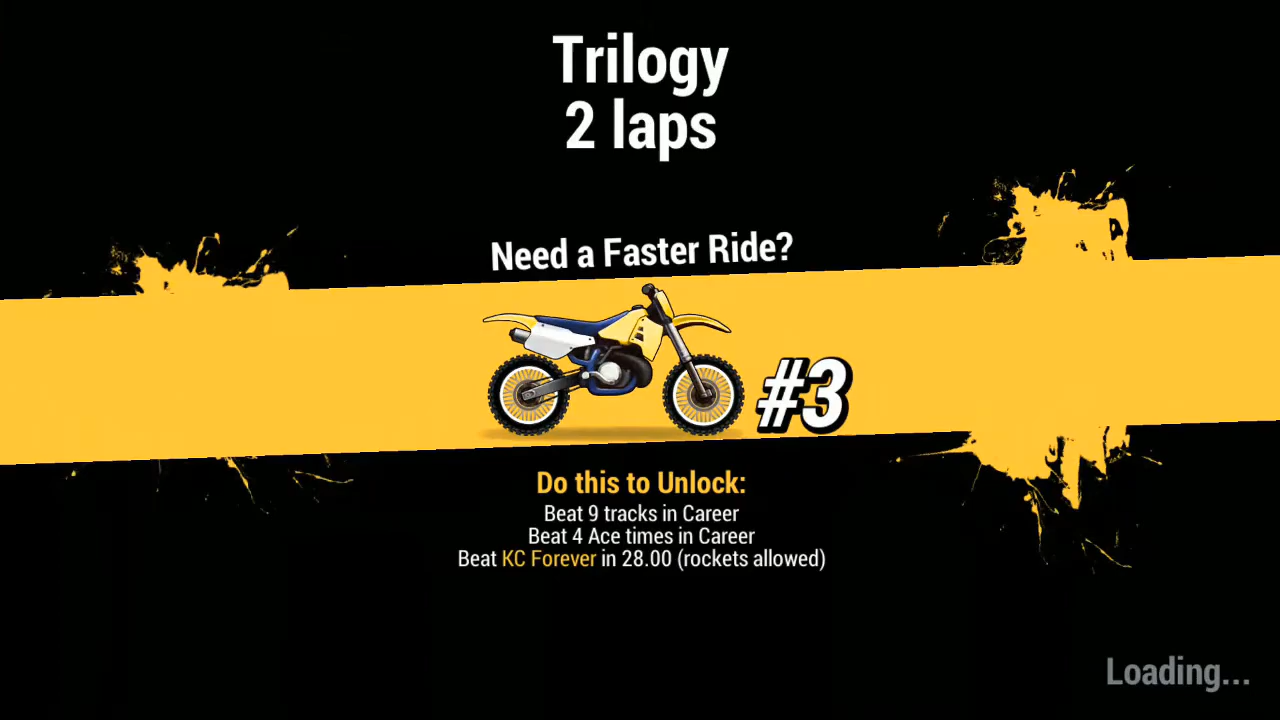 Trilogy
2 laps
Need a Faster Ride?
#3
Do this to Unlock:
Beat 9 tracks in Career
Beat 4 Ace times in Career
Beat KC Forever in 28.00 (rockets allowed)
Loading...